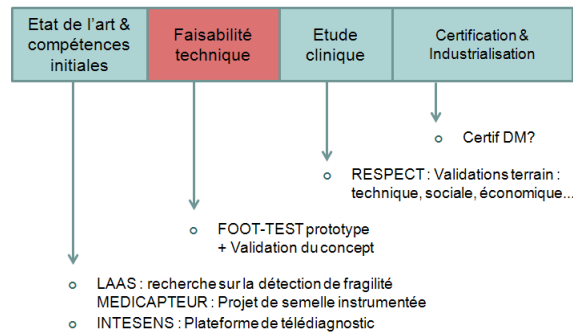 Etat de l'art &
compétences
initiales
Faisabilité
technique
Etude
clinique
Certification &
Industrialisation
Certif DM?
RESPECT : Validations terrain :
technique, sociale, économique...
FOOT-TEST prototype
+ Validation du concept
LAAS : recherche sur la détection de fragilité
MEDICAPTEUR : Projet de semelle instrumentée
INTESENS : Plateforme de télédiagnostic